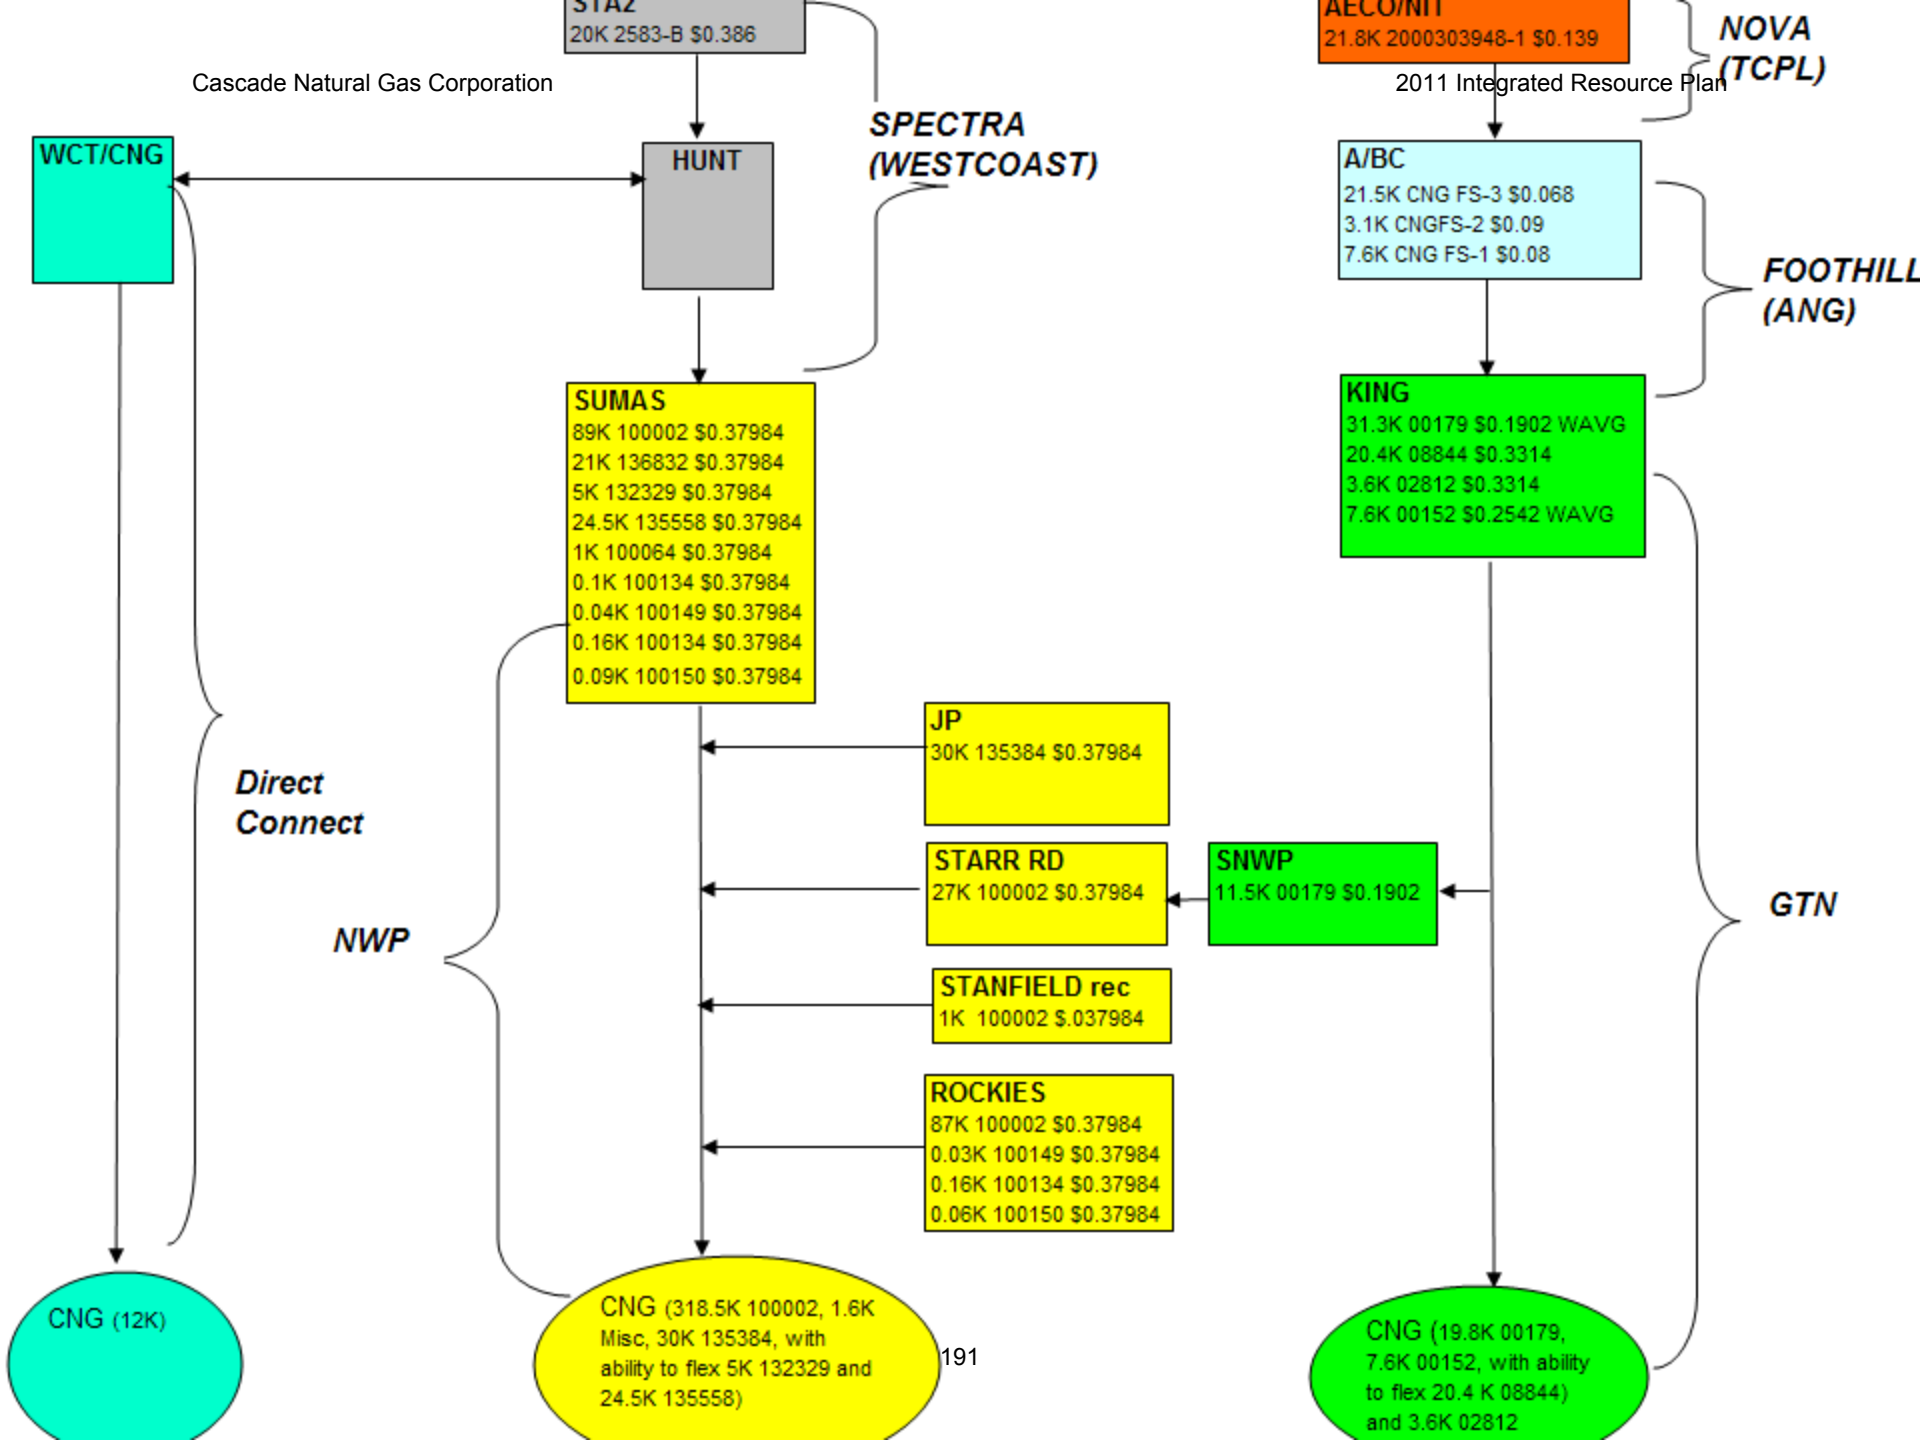 STA2
20K 2583-B $0.386
AECO/NIT
21.8K 2000303948-1 $0.139
NOVA
(TCPL)
Cascade Natural Gas Corporation
2011 Integrated Resource Plan
SPECTRA
(WESTCOAST)
WCT/CNG
HUNT
A/BC
21.5K CNG FS-3 $0.068
3.1K CNGFS-2 $0.09
7.6K CNG FS-1 $0.08
FOOTHILL
(ANG)
SUMAS
89K 100002 $0.37984
21K 136832 $0.37984
5K 132329 $0.37984
24.5K 135558 $0.37984
1K 100064 $0.37984
0.1K 100134 $0.37984
0.04K 100149 $0.37984
0.16K 100134 $0.37984
0.09K 100150 $0.37984
KING
31.3K 00179 $0.1902 WAVG
20.4K 08844 $0.3314
3.6K 02812 $0.3314
7.6K 00152 $0.2542 WAVG
JP
30K 135384 $0.37984
Direct
Connect
STARR RD
27K 100002 $0.37984
SNWP
11.5K 00179 $0.1902
GTN
NWP
STANFIELD rec
1K  100002 $.037984
ROCKIES
87K 100002 $0.37984
0.03K 100149 $0.37984
0.16K 100134 $0.37984
0.06K 100150 $0.37984
CNG (12K)
CNG (318.5K 100002, 1.6K
Misc, 30K 135384, with
ability to flex 5K 132329 and
24.5K 135558)
191
CNG (19.8K 00179,
7.6K 00152, with ability
to flex 20.4 K 08844)
and 3.6K 02812